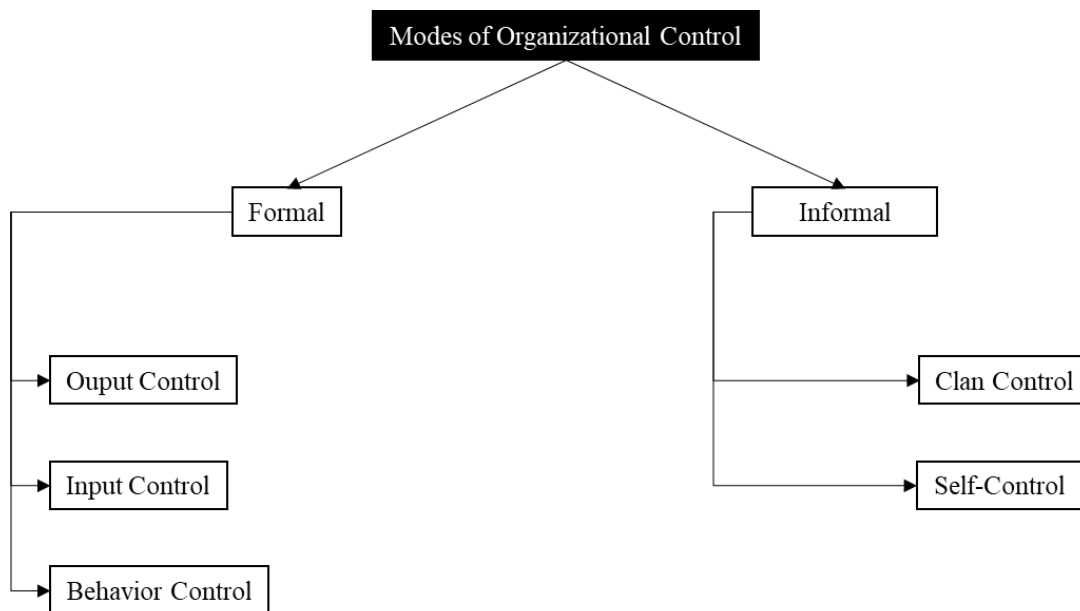 Modes of Organizational Control
Formal
Informal
Ouput Control
Clan Control
Input Control
Self-Control
Behavior Control